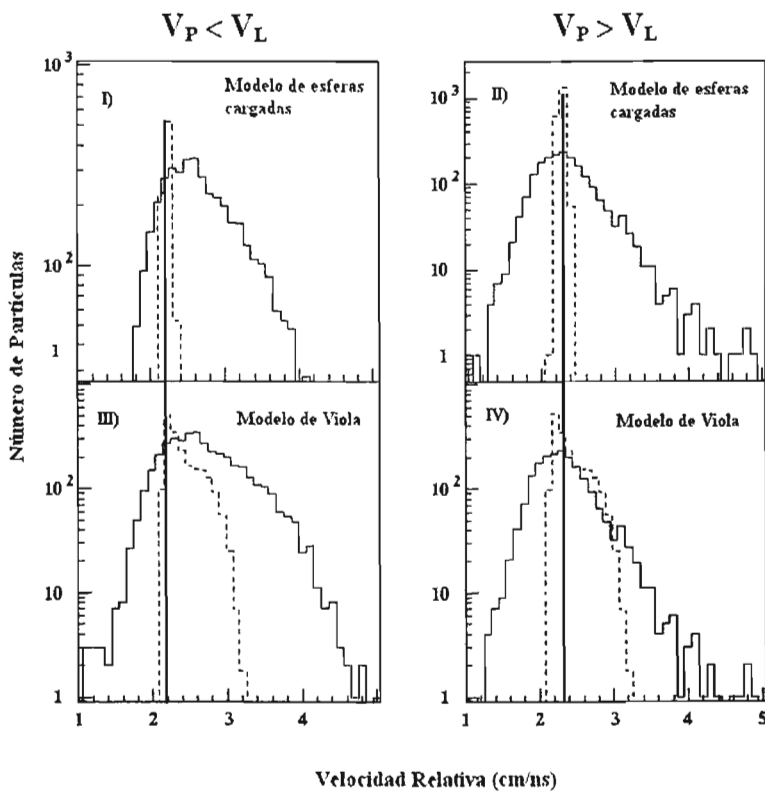 V_P < V_L
V_P > V_L
I)
Modelo de esferas
cargadas
II)
Modelo de esferas
cargadas
III)
Modelo de Viola
IV)
Modelo de Viola
Número de Partículas
10^3
10^2
1
10^3
10^2
10
1
10^2
10
1
10^2
10
1
1 2 3 4
1 2 3 4 5
Velocidad Relativa (cm/ns)